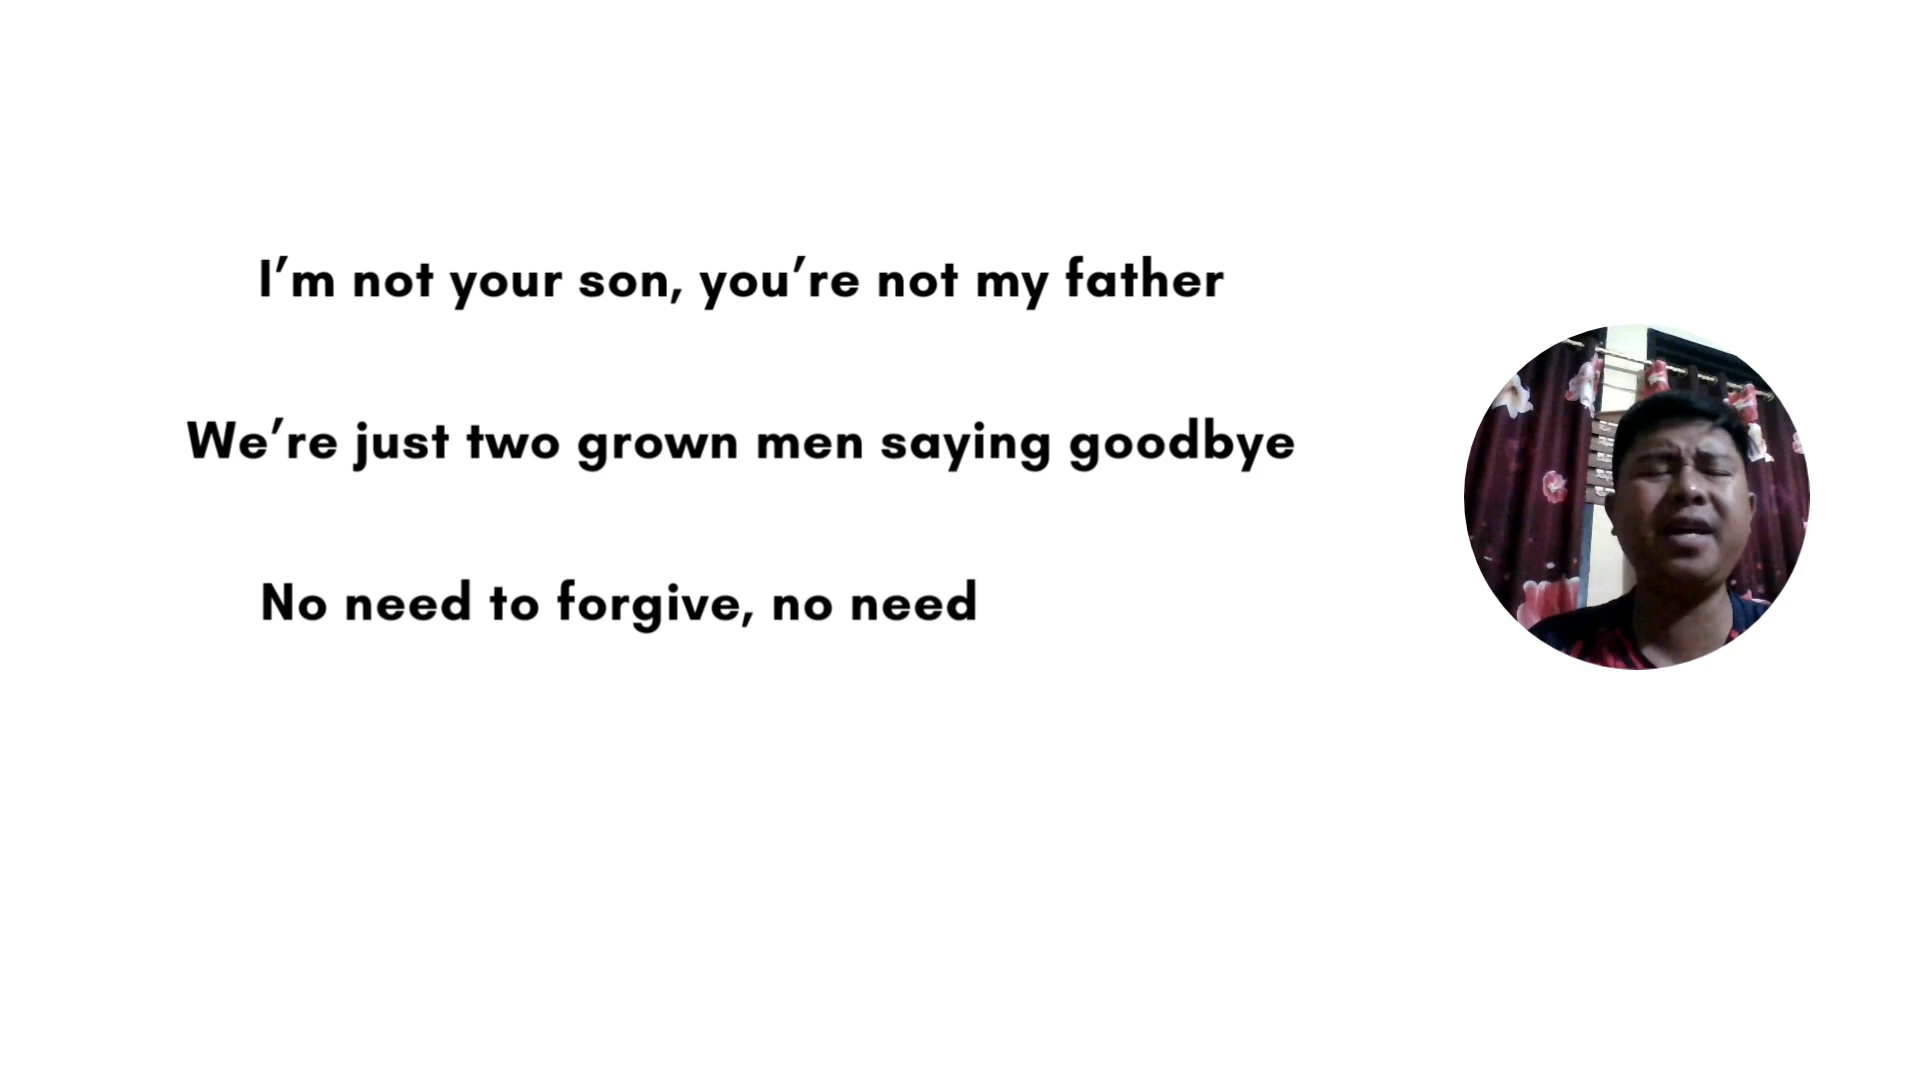 I’m not your son, you’re not my father
We’re just two grown men saying goodbye
No need to forgive, no need